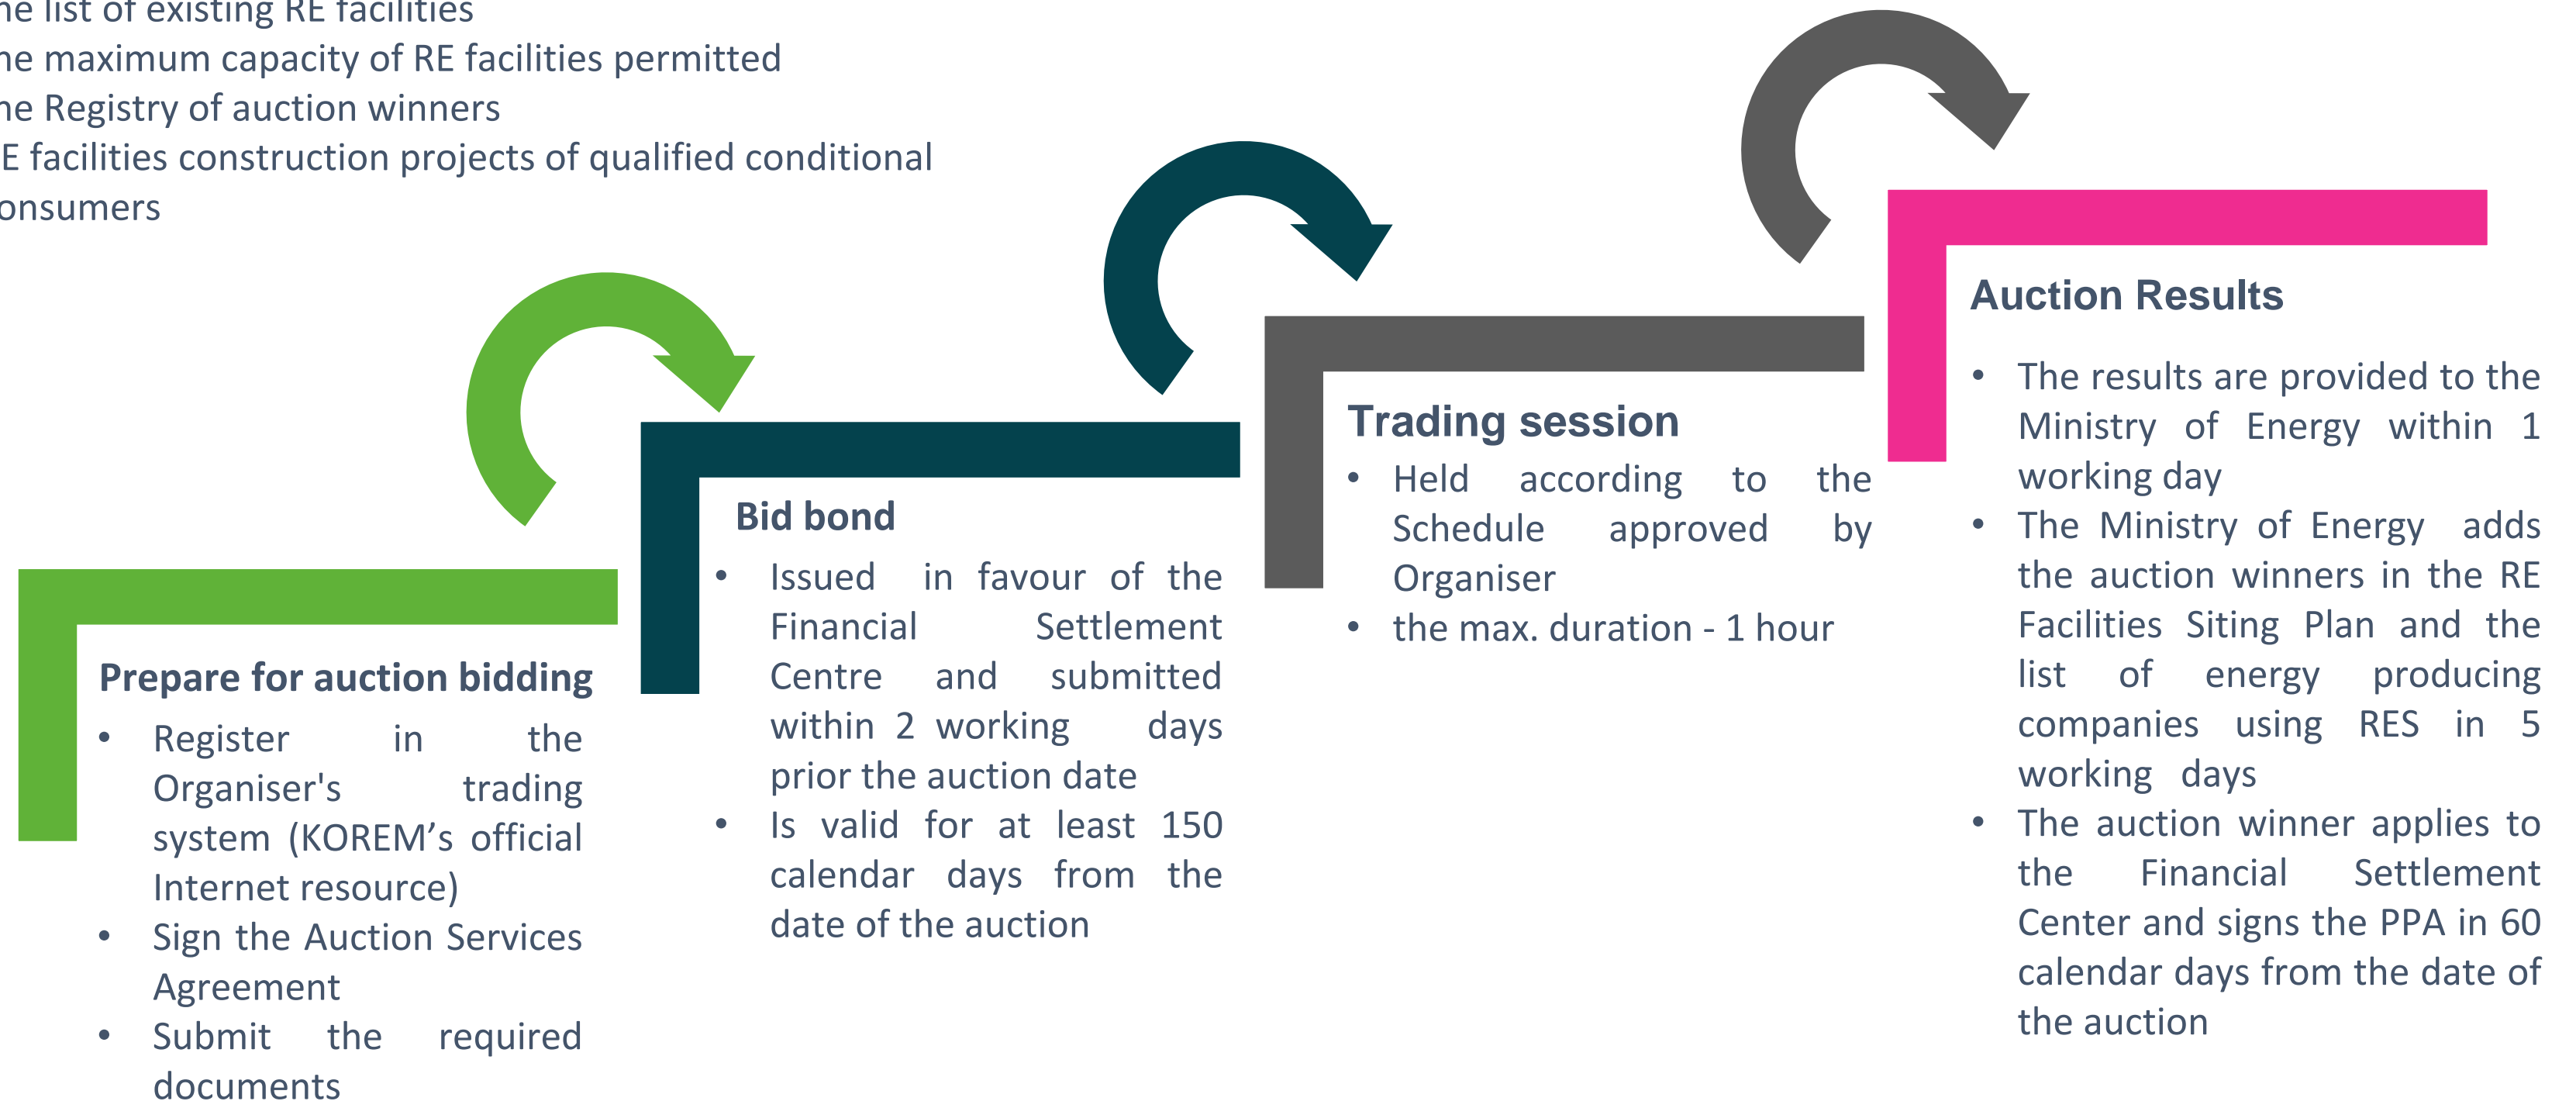 list of existing RE facilities
maximum capacity of RE facilities permitted
Registry of auction winners
facilities construction projects of qualified conditional
Prepare for auction bidding
• Register in the
Organiser's trading
system (KOREM’s official
Internet resource)
• Sign the Auction Services
Agreement
• Submit the required
documents
Bid bond
• Issued in favour of the
Financial Settlement
Centre and submitted
within 2 working days
prior the auction date
• Is valid for at least 150
calendar days from the
date of the auction
Trading session
• Held according to the
Schedule approved by
Organiser
• the max. duration - 1 hour
Auction Results
• The results are provided to the
Ministry of Energy within 1
working day
• The Ministry of Energy adds
the auction winners in the RE
Facilities Siting Plan and the
list of energy producing
companies using RES in 5
working days
• The auction winner applies to
the Financial Settlement
Center and signs the PPA in 60
calendar days from the date of
the auction